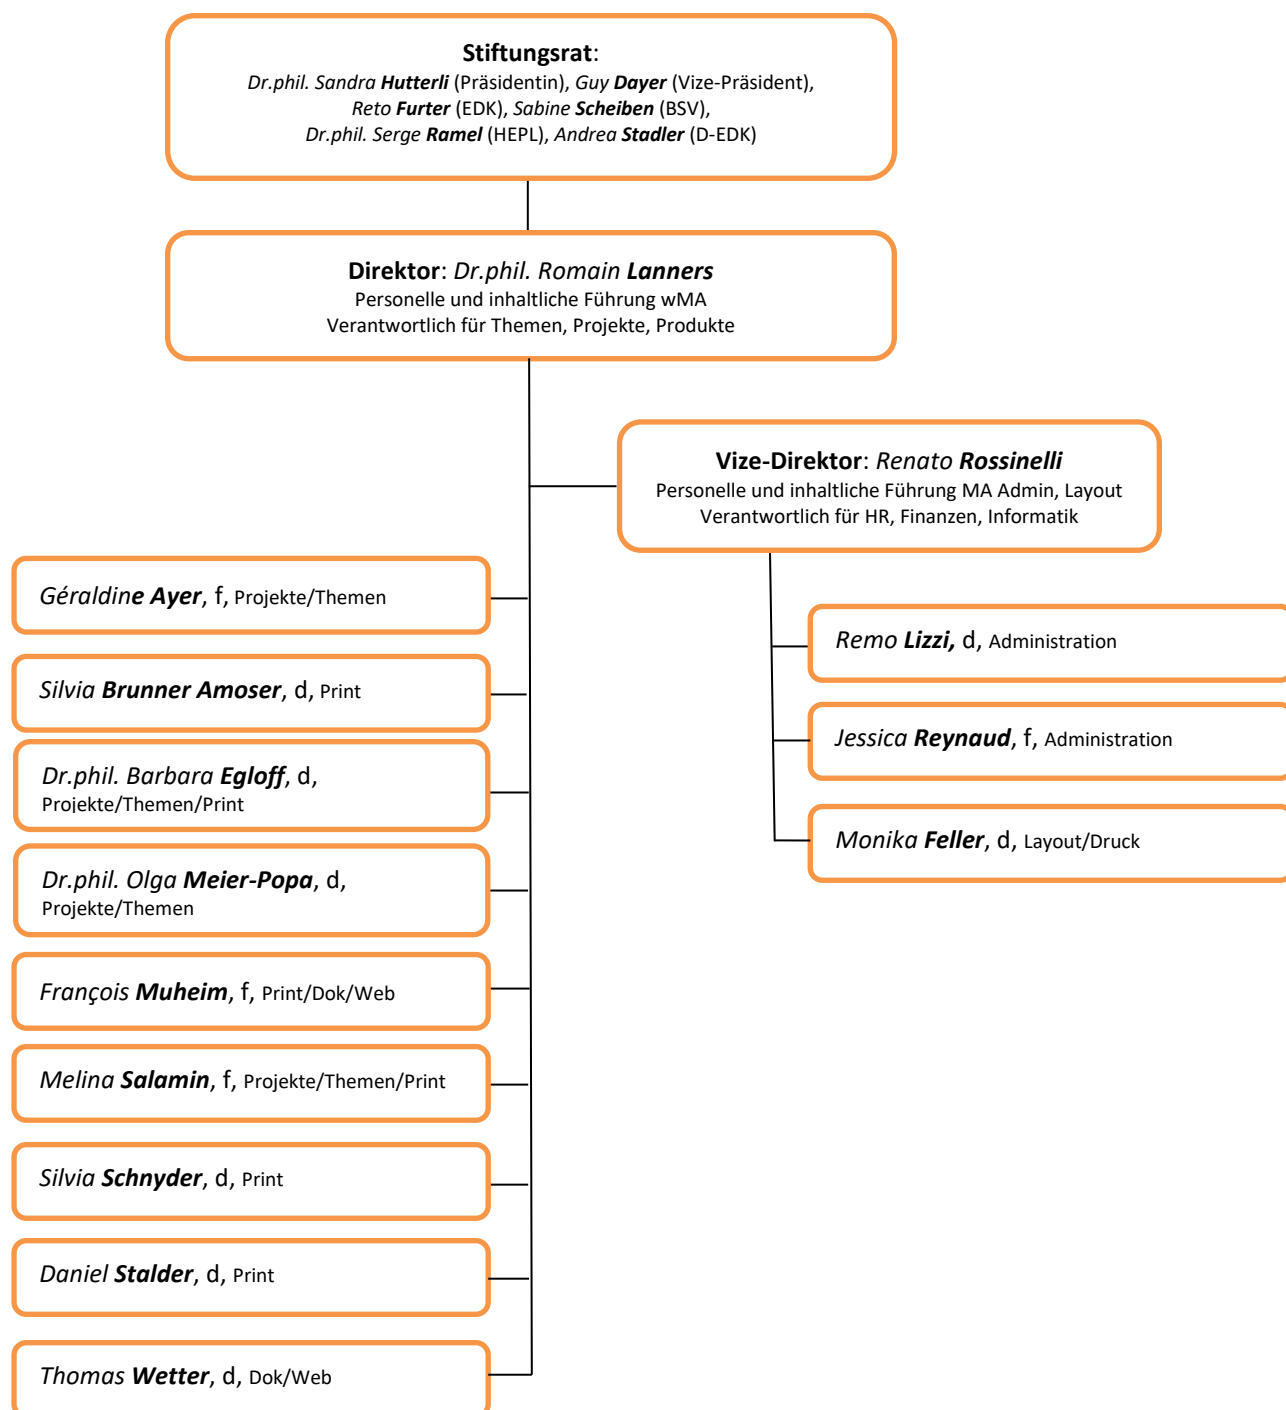 Stiftungsrat:
Dr.phil. Sandra Hutterli (Präsidentin), Guy Dayer (Vize-Präsident),
Reto Furter (EDK), Sabine Scheiben (BSV),
Dr.phil. Serge Ramel (HEPL), Andrea Stadler (D-EDK)
Direktor: Dr.phil. Romain Lanners
Personelle und inhaltliche Führung wMA
Verantwortlich für Themen, Projekte, Produkte
Vize-Direktor: Renato Rossinelli
Personelle und inhaltliche Führung MA Admin, Layout
Verantwortlich für HR, Finanzen, Informatik
Géraldine Ayer, f, Projekte/Themen
Silvia Brunner Amoser, d, Print
Dr.phil. Barbara Egloff, d,
Projekte/Themen/Print
Dr.phil. Olga Meier-Popa, d,
Projekte/Themen
François Muheim, f, Print/Dok/Web
Melina Salamin, f, Projekte/Themen/Print
Silvia Schnyder, d, Print
Daniel Stalder, d, Print
Thomas Wetter, d, Dok/Web
Remo Lizzi, d, Administration
Jessica Reynaud, f, Administration
Monika Feller, d, Layout/Druck